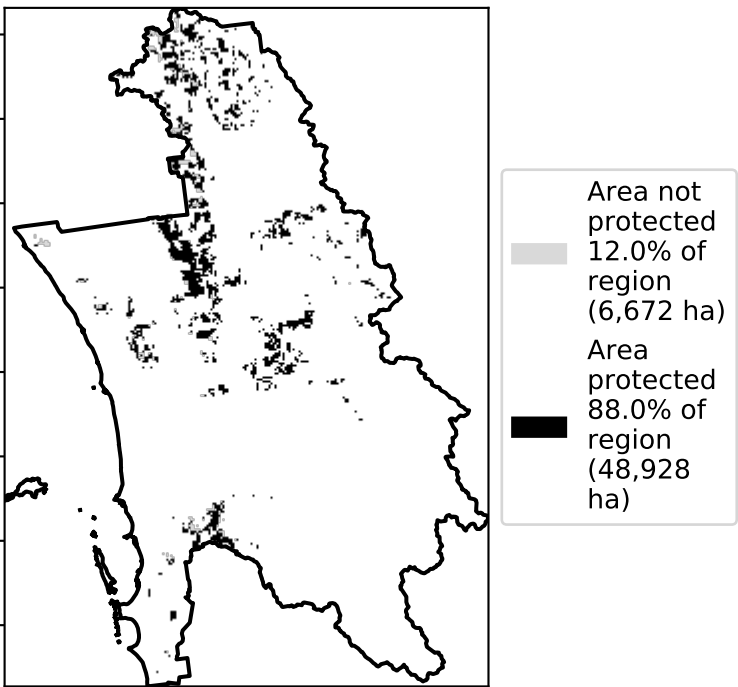 Area not
protected
12.0% of
region
(6,672 ha)
Area
protected
88.0% of
region
(48,928
ha)